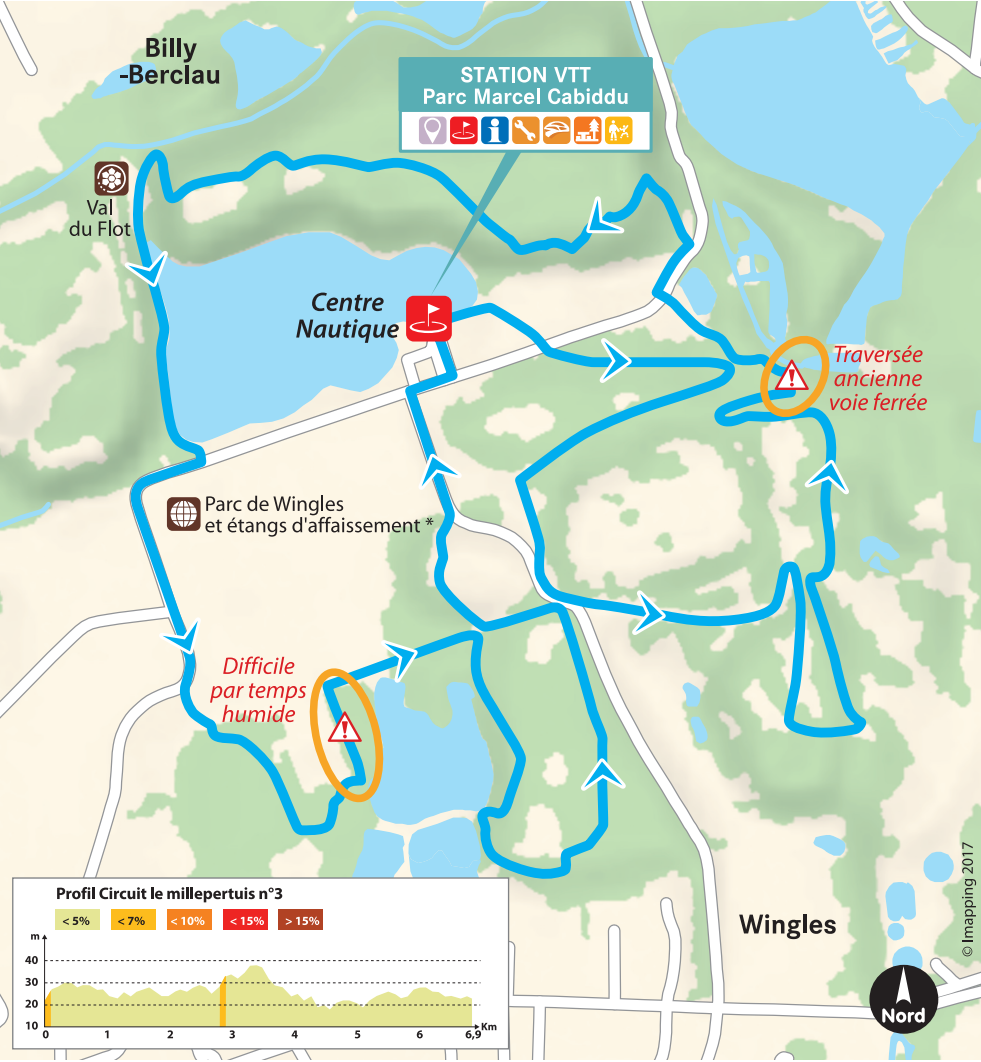 Billy
-Berclau
STATION VTT
Parc Marcel Cabiddu
Val
du Flot
Centre
Nautique
Traversée
ancienne
voie ferrée
Parc de Wingles
et étangs d'affaissement *
Difficile
par temps
humide
Wingles
© Imapping 2017
Nord
Profil Circuit le millepertuis n°3
< 5% < 7% < 10% < 15% > 15%
m
40
30
20
10
0 1 2 3 4 5 6 6,9 Km